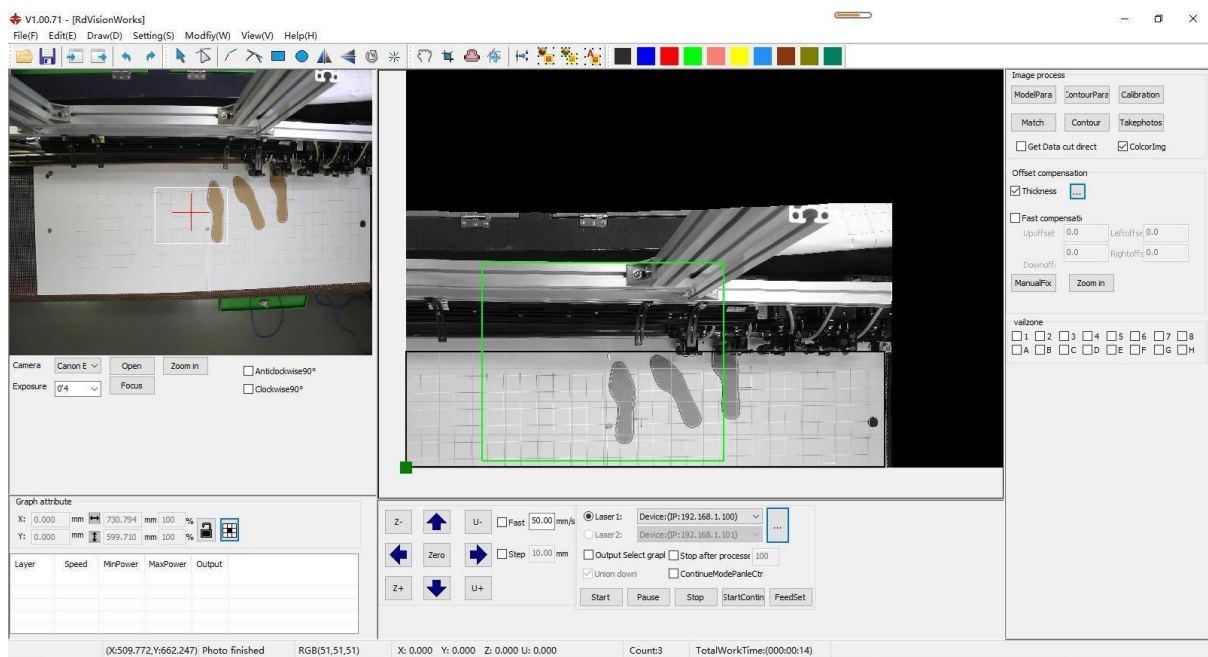 V1.00.71 - [RdVisionWorks]
File(F) Edit(E) Draw(D) Setting(S) Modfiy(W) View(V) Help(H)
Image process
ModelPara ContourPara Calibration
Match Contour Takephotos
Get Data cut direct ColcorImg
Offset compensation
Thickness ...
Fast compensati
Upoffset 0.0 Leftoffse 0.0
0.0 Rightoffs 0.0
Downoff:
ManualFix Zoom in
vailzone
1 2 3 4 5 6 7 8
A B C D E F G H
Camera Canon E Open Zoom in Anticlockwise90°
Exposure 0'4 Focus Clockwise90°
Graph attribute
X: 0.000 mm 730.794 mm 100 %
Y: 0.000 mm 599.710 mm 100 %
Layer Speed MinPower MaxPower Output
Z- U- Fast 50.00 mm/s
Zero Step 10.00 mm
Z+ U+
Laser1: Device:(IP:192.168.1.100) ...
Laser2: Device:(IP:192.168.1.101)
Output Select grapl Stop after processe 100
Union down ContinueModePanleCtr
Start Pause Stop StartContin FeedSet
(X:509.772,Y:662.247) Photo finished RGB(51,51,51) X: 0.000 Y: 0.000 Z: 0.000 U: 0.000 Count:3 TotalWorkTime:(000:00:14)